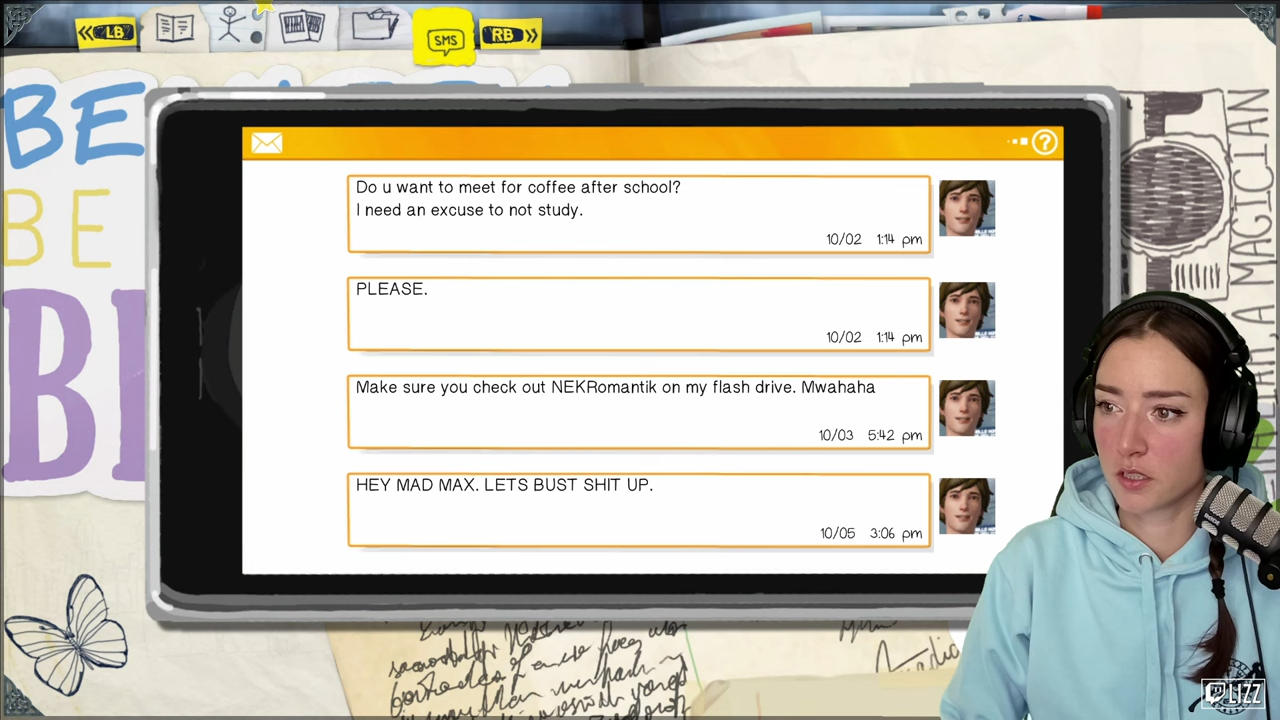 LB
SMS
RB
BE
BE
?
Do u want to meet for coffee after school?
I need an excuse to not study.
10/02 1:14 pm
PLEASE.
10/02 1:14 pm
Make sure you check out NEKRomantik on my flash drive. Mwahaha
10/03 5:42 pm
HEY MAD MAX. LETS BUST SHIT UP.
10/05 3:06 pm
MAGICIAN
LIZZ